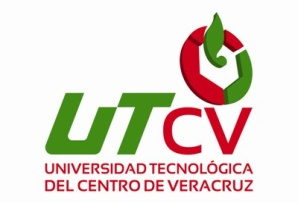 UTCV
UNIVERSIDAD TECNOLÓGICA
DEL CENTRO DE VERACRUZ